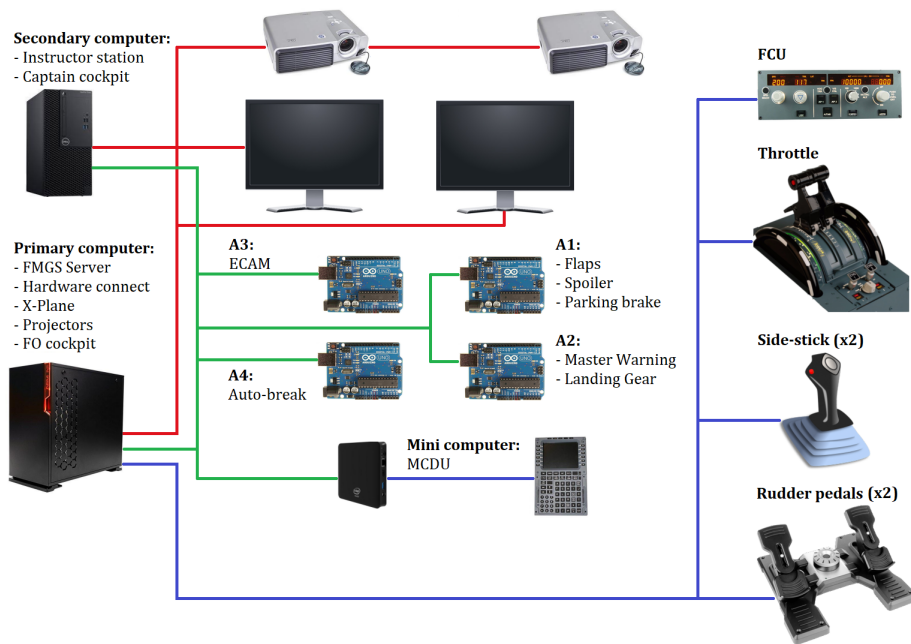 Secondary computer:
- Instructor station
- Captain cockpit
FCU
Throttle
Primary computer:
- FMGS Server
- Hardware connect
- X-Plane
- Projectors
- FO cockpit
A3:
ECAM
A1:
- Flaps
- Spoiler
- Parking brake
A4:
Auto-break
A2:
- Master Warning
- Landing Gear
Side-stick (x2)
Mini computer:
MCDU
Rudder pedals (x2)